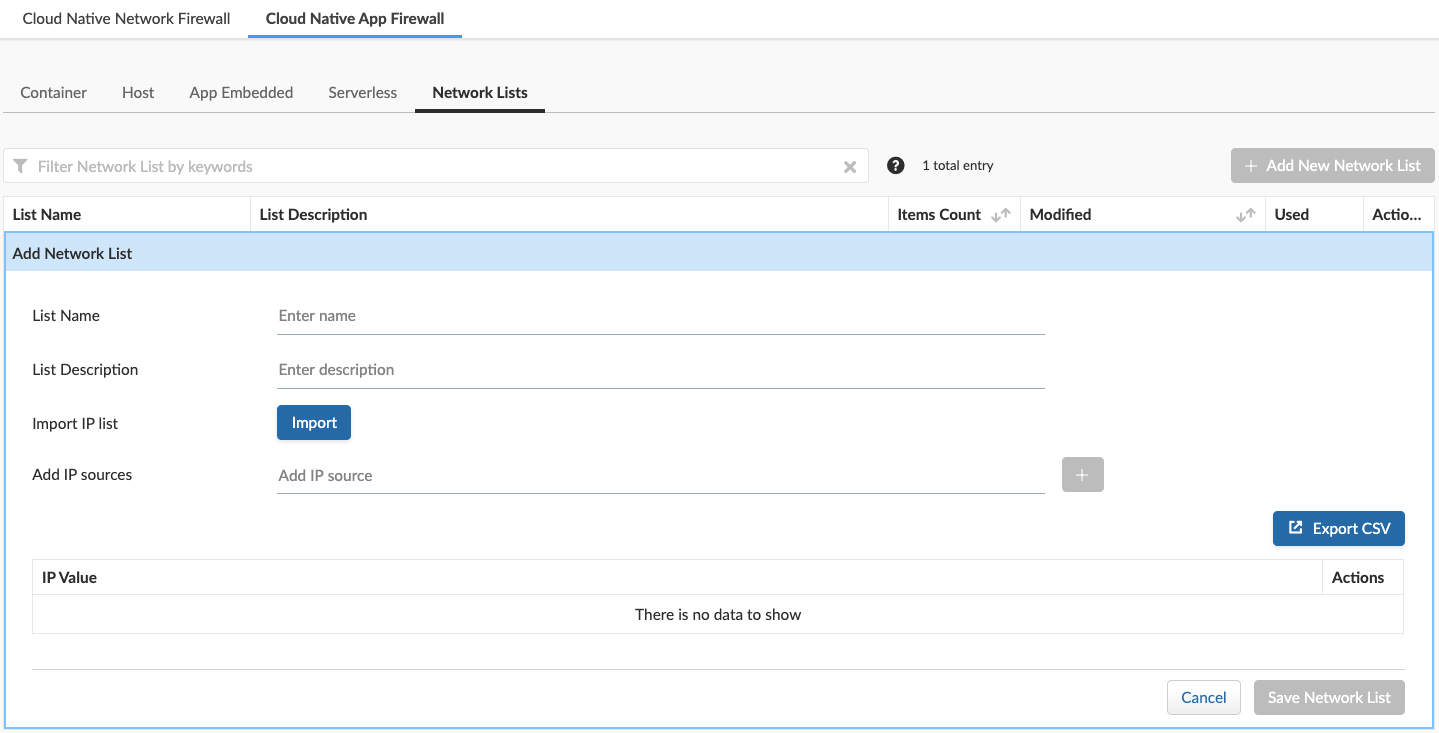 Cloud Native Network Firewall Cloud Native App Firewall
Container Host App Embedded Serverless Network Lists
Filter Network List by keywords ? 1 total entry + Add New Network List
List Name List Description Items Count Modified Used Actio...
Add Network List
List Name Enter name
List Description Enter description
Import IP list Import
Add IP sources Add IP source +
Export CSV
IP Value Actions
There is no data to show
Cancel Save Network List